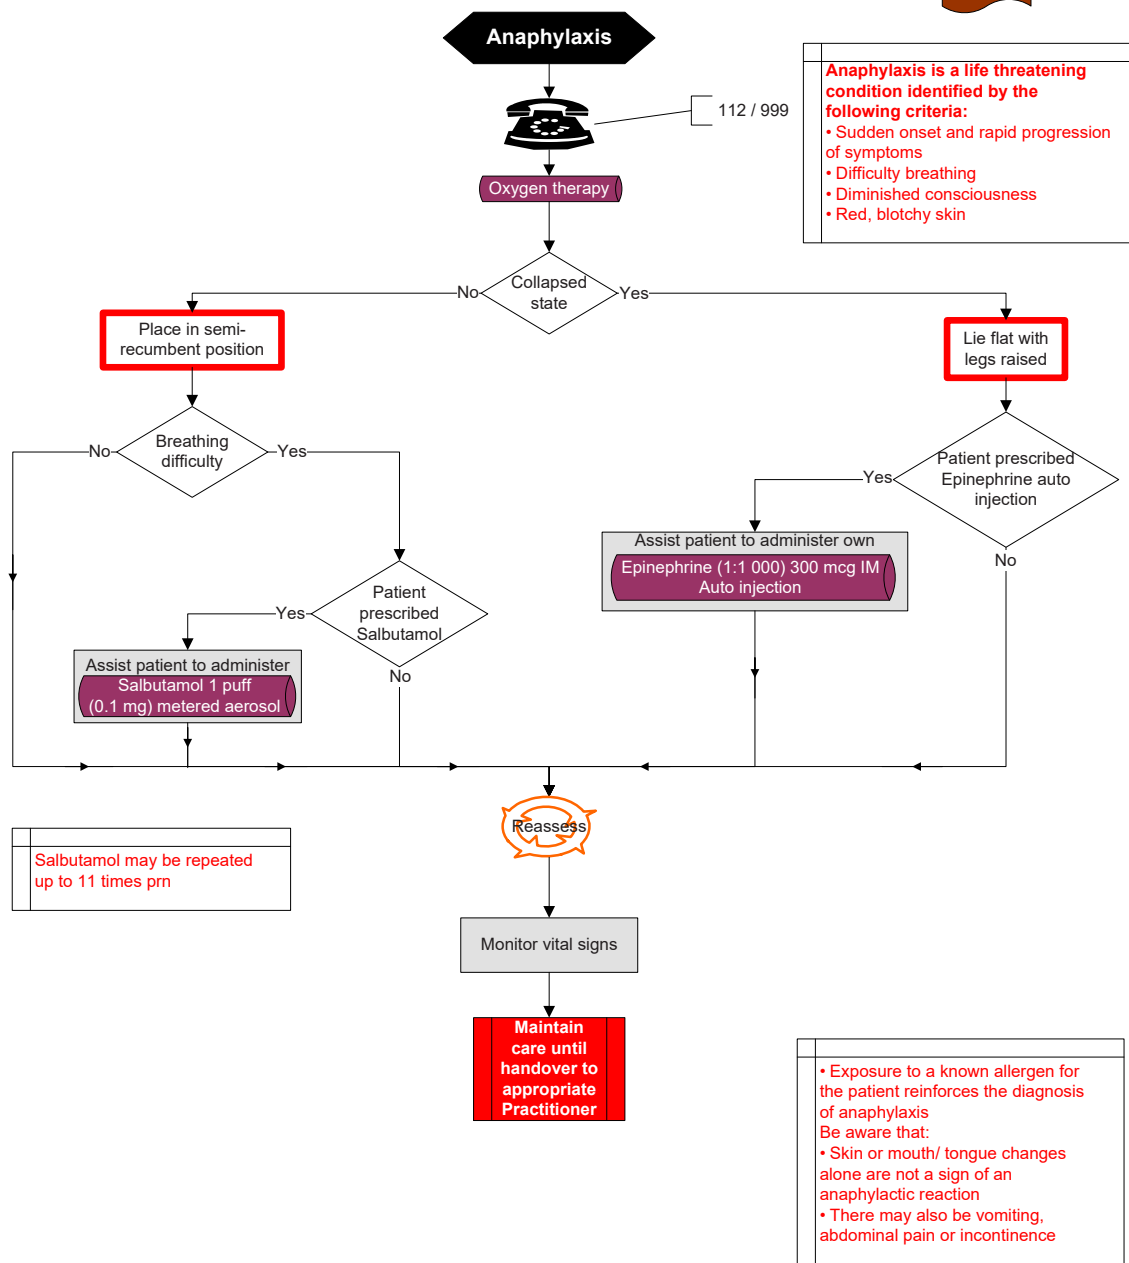 Anaphylaxis
112 / 999
Anaphylaxis is a life threatening
condition identified by the
following criteria:
• Sudden onset and rapid progression
of symptoms
• Difficulty breathing
• Diminished consciousness
• Red, blotchy skin
Oxygen therapy
Collapsed
state
No
Yes
Place in semi-
recumbent position
Lie flat with
legs raised
Breathing
difficulty
No
Yes
Patient prescribed
Epinephrine auto
injection
Yes
No
Assist patient to administer own
Epinephrine (1:1 000) 300 mcg IM
Auto injection
Patient
prescribed
Salbutamol
Yes
No
Assist patient to administer
Salbutamol 1 puff
(0.1 mg) metered aerosol
Reassess
Salbutamol may be repeated
up to 11 times prn
Monitor vital signs
Maintain
care until
handover to
appropriate
Practitioner
• Exposure to a known allergen for
the patient reinforces the diagnosis
of anaphylaxis
Be aware that:
• Skin or mouth/ tongue changes
alone are not a sign of an
anaphylactic reaction
• There may also be vomiting,
abdominal pain or incontinence